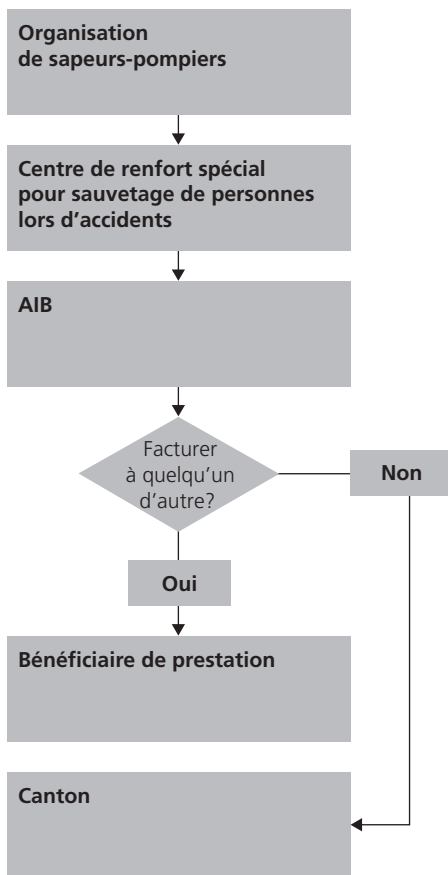 Organisation
de sapeurs-pompiers
Centre de renfort spécial
pour sauvetage de personnes
lors d'accidents
AIB
Facturer
à quelqu'un
d'autre?
Non
Oui
Bénéficiaire de prestation
Canton